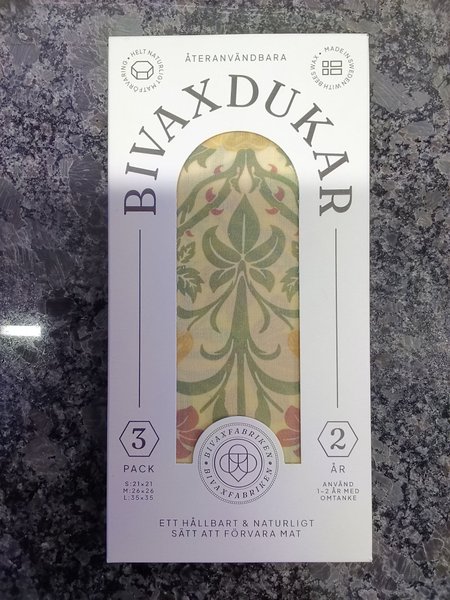 ÅTERANVÄNDBARA
HELT NATURLIGT • MATFÖRVARING •
MADE IN SWEDEN • WITH BEES WAX •
BIVAXDUKAR
3
PACK
S:21×21
M:26×26
L:35×35
• BIVAXFABRIKEN •
BIVAXFABRIKEN
2
ÅR
ANVÄND
1-2 ÅR MED
OMTANKE
ETT HÅLLBART & NATURLIGT
SÄTT ATT FÖRVARA MAT